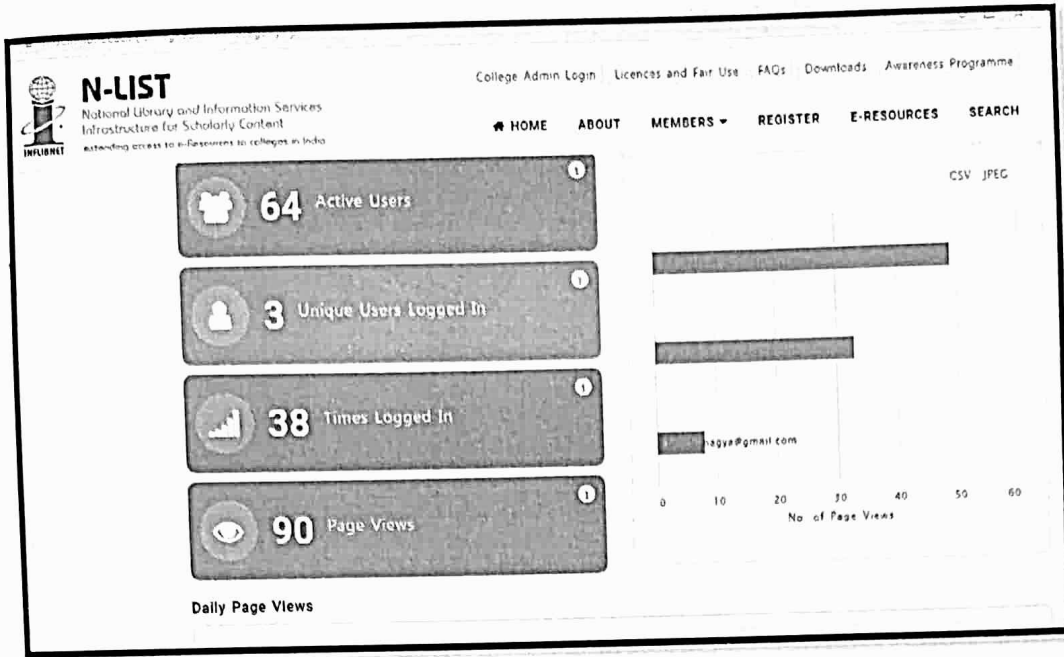 N-LIST
National Library and Information Services
Infrastructure for Scholarly Content
extending access to e-Resources to colleges in India
INFLIBNET
College Admin Login Licences and Fair Use FAQs Downloads Awareness Programme
HOME ABOUT MEMBERS REGISTER E-RESOURCES SEARCH
64 Active Users
3 Unique Users Logged In
38 Times Logged In
90 Page Views
CSV JPEG
nagya@gmail.com
0 10 20 30 40 50 60
No. of Page Views
Daily Page Views